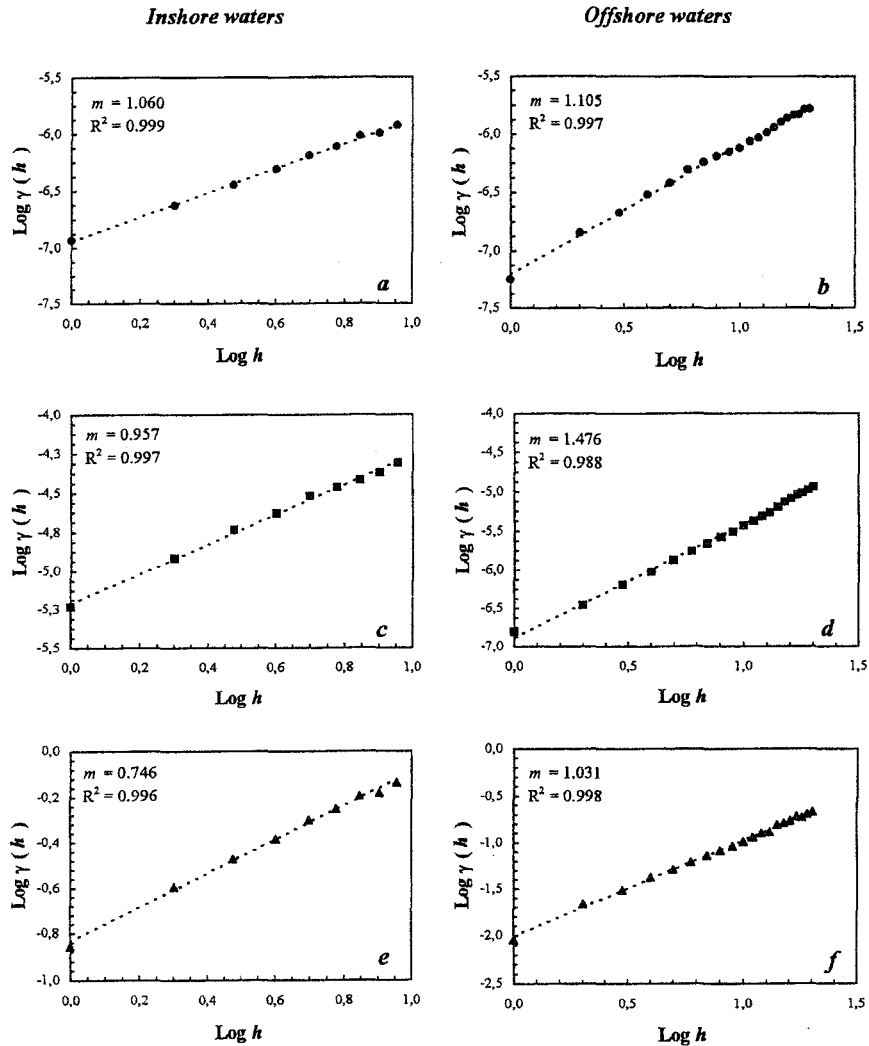 Inshore waters
Offshore waters
-5,5
-6,0
-6,5
-7,0
-7,5
Log γ ( h )
m = 1.060
R² = 0.999
a
0,0 0,2 0,4 0,6 0,8 1,0
Log h
-5,5
-6,0
-6,5
-7,0
-7,5
Log γ ( h )
m = 1.105
R² = 0.997
b
0,0 0,5 1,0 1,5
Log h
-4,0
-4,3
-4,5
-4,8
-5,0
-5,3
-5,5
Log γ ( h )
m = 0.957
R² = 0.997
c
0,0 0,2 0,4 0,6 0,8 1,0
Log h
-4,0
-5,0
-6,0
-6,5
-7,0
Log γ ( h )
m = 1.476
R² = 0.988
d
0,0 0,5 1,0 1,5
Log h
0,0
-0,2
-0,4
-0,6
-0,8
-1,0
Log γ ( h )
m = 0.746
R² = 0.996
e
0,0 0,2 0,4 0,6 0,8 1,0
Log h
0,0
-0,5
-1,0
-1,5
-2,0
-2,5
Log γ ( h )
m = 1.031
R² = 0.998
f
0,0 0,5 1,0 1,5
Log h